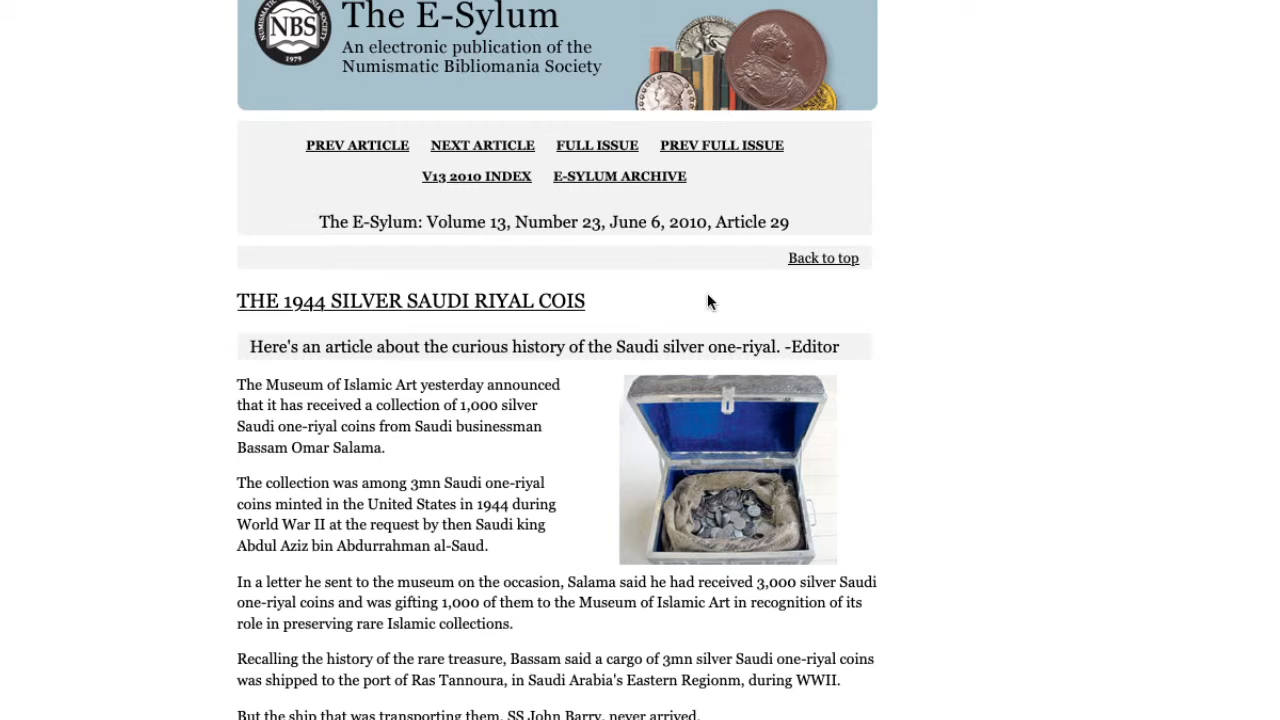 NUMISMATIC BIBLIOMANIA SOCIETY
NBS
1979
The E-Sylum
An electronic publication of the
Numismatic Bibliomania Society
PREV ARTICLE NEXT ARTICLE FULL ISSUE PREV FULL ISSUE
V13 2010 INDEX E-SYLUM ARCHIVE
The E-Sylum: Volume 13, Number 23, June 6, 2010, Article 29
Back to top
THE 1944 SILVER SAUDI RIYAL COIS
Here's an article about the curious history of the Saudi silver one-riyal. -Editor
The Museum of Islamic Art yesterday announced
that it has received a collection of 1,000 silver
Saudi one-riyal coins from Saudi businessman
Bassam Omar Salama.
The collection was among 3mn Saudi one-riyal
coins minted in the United States in 1944 during
World War II at the request by then Saudi king
Abdul Aziz bin Abdurrahman al-Saud.
In a letter he sent to the museum on the occasion, Salama said he had received 3,000 silver Saudi
one-riyal coins and was gifting 1,000 of them to the Museum of Islamic Art in recognition of its
role in preserving rare Islamic collections.
Recalling the history of the rare treasure, Bassam said a cargo of 3mn silver Saudi one-riyal coins
was shipped to the port of Ras Tannoura, in Saudi Arabia's Eastern Regionm, during WWII.
But the ship that was transporting them, SS John Barry, never arrived.